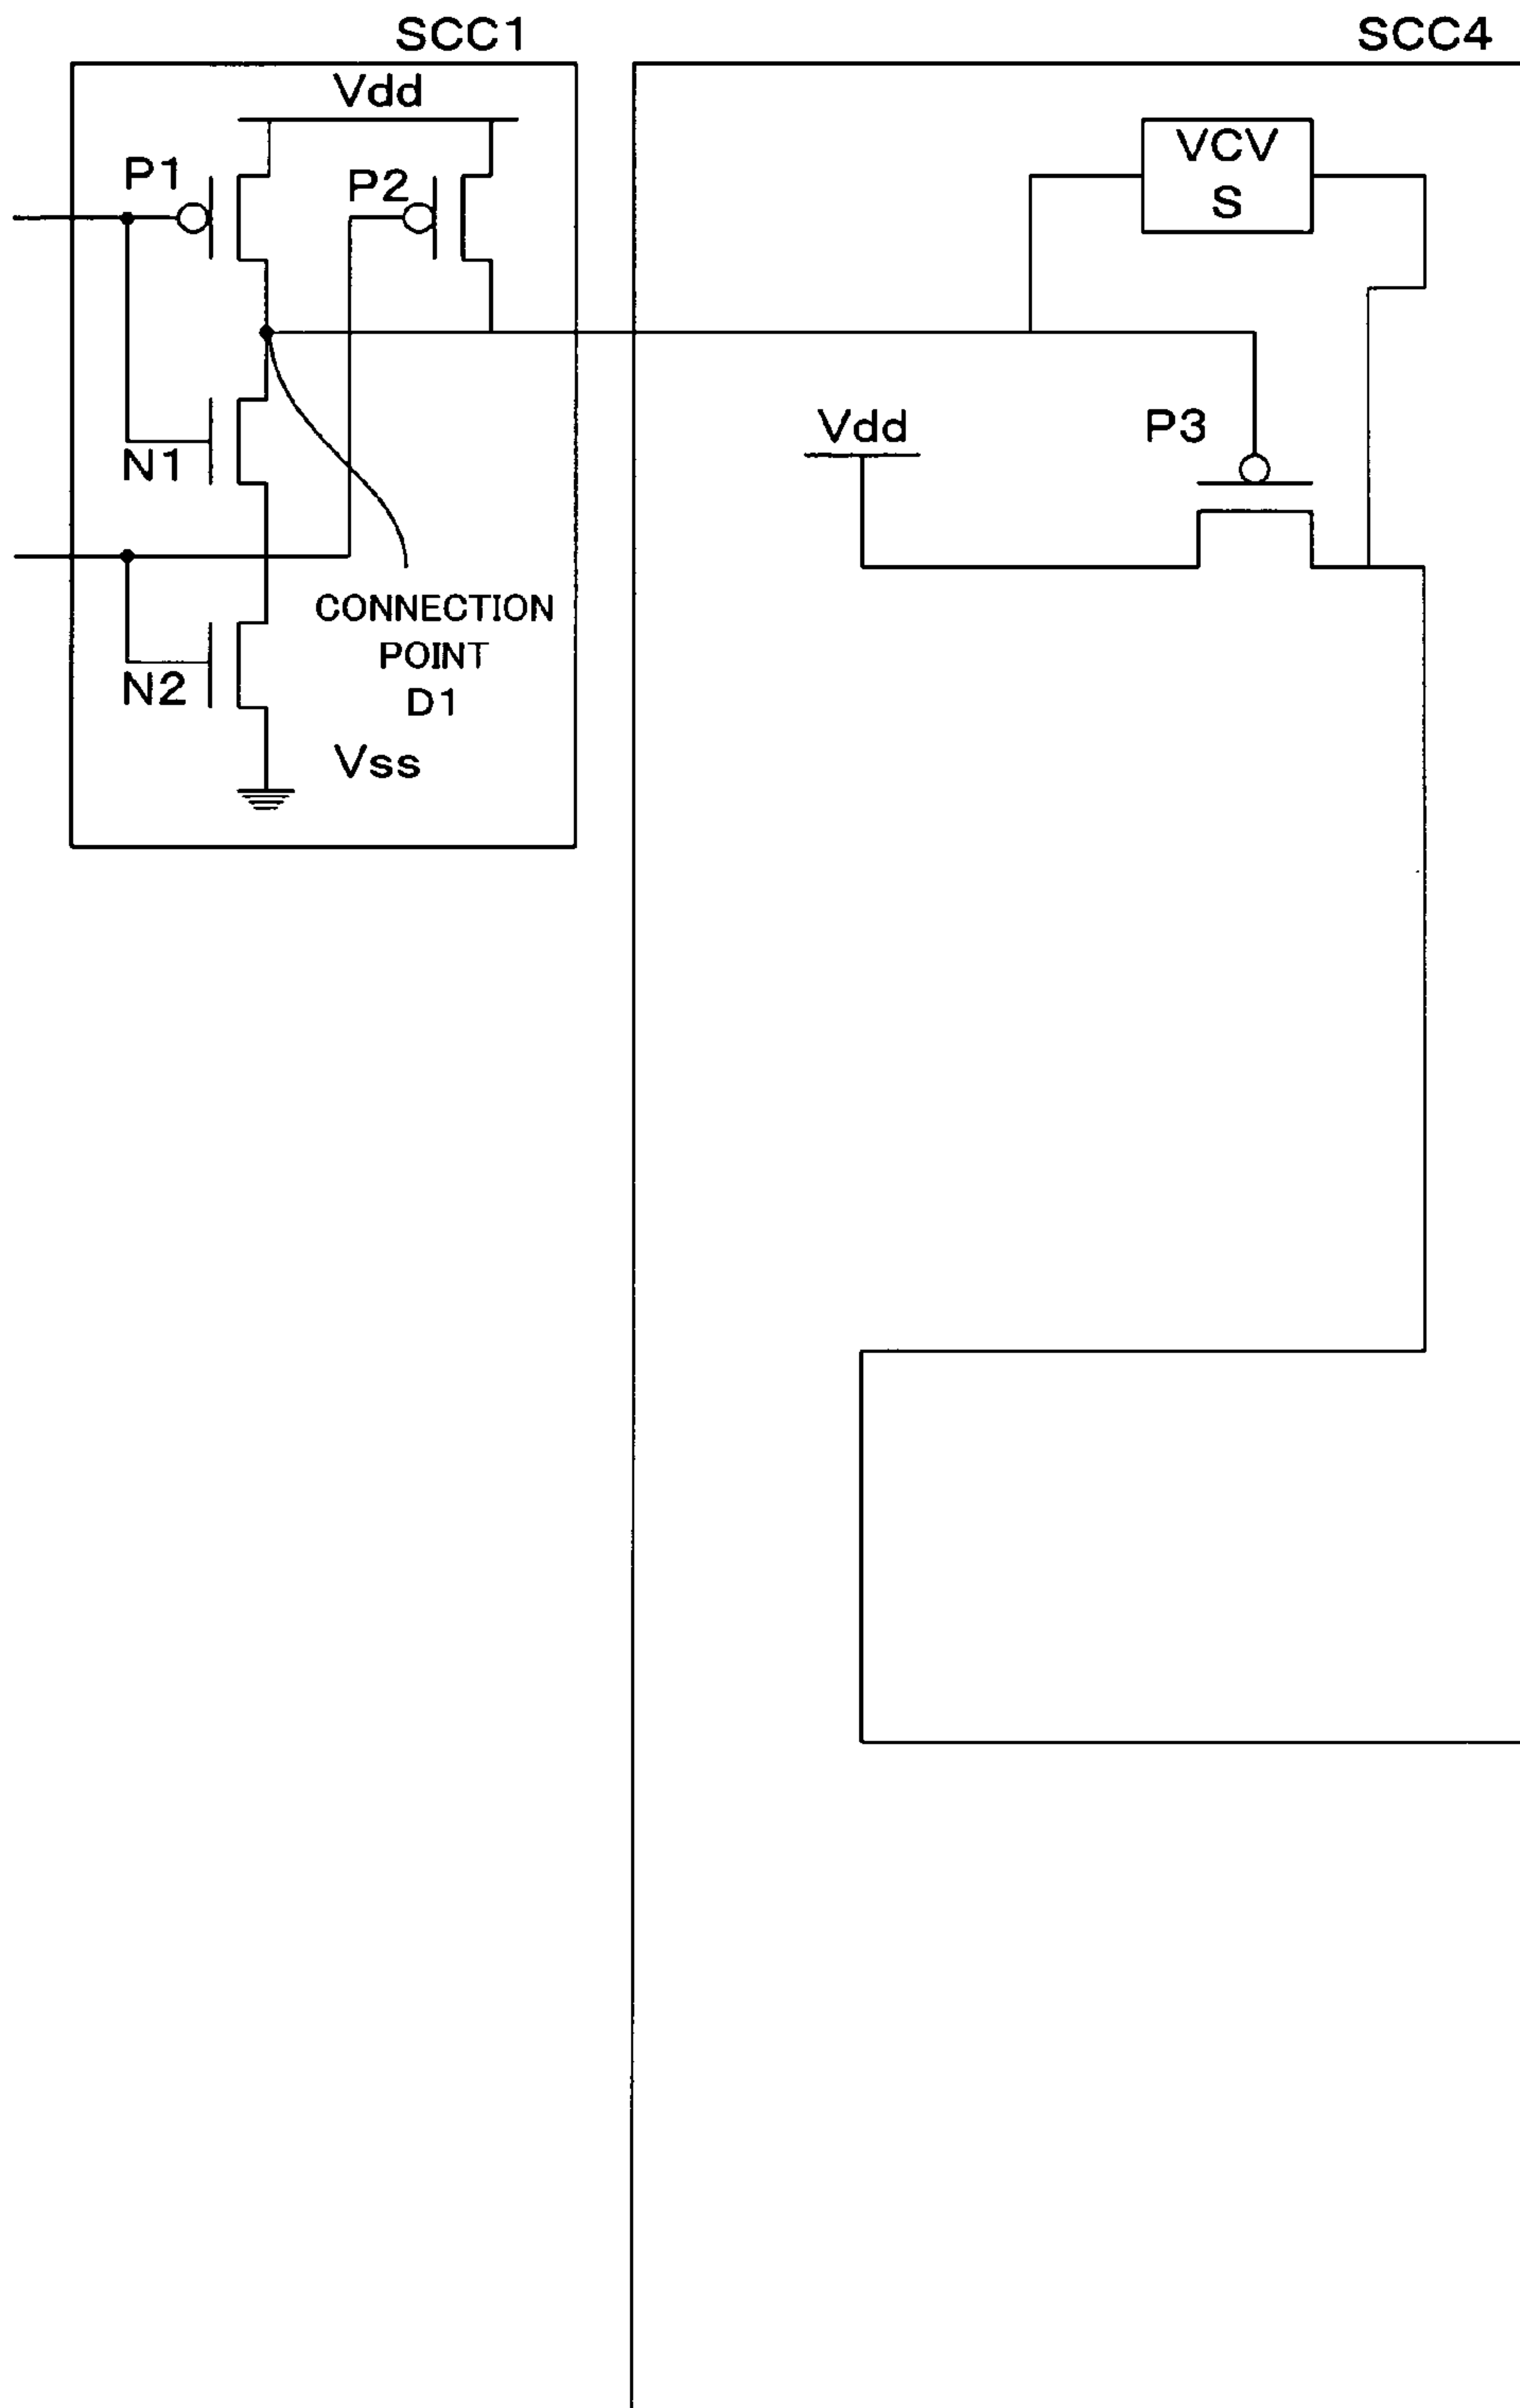 SCC1
SCC4
Vdd
VCV
S
P1
P2
Vdd
P3
N1
CONNECTION
POINT
D1
N2
Vss